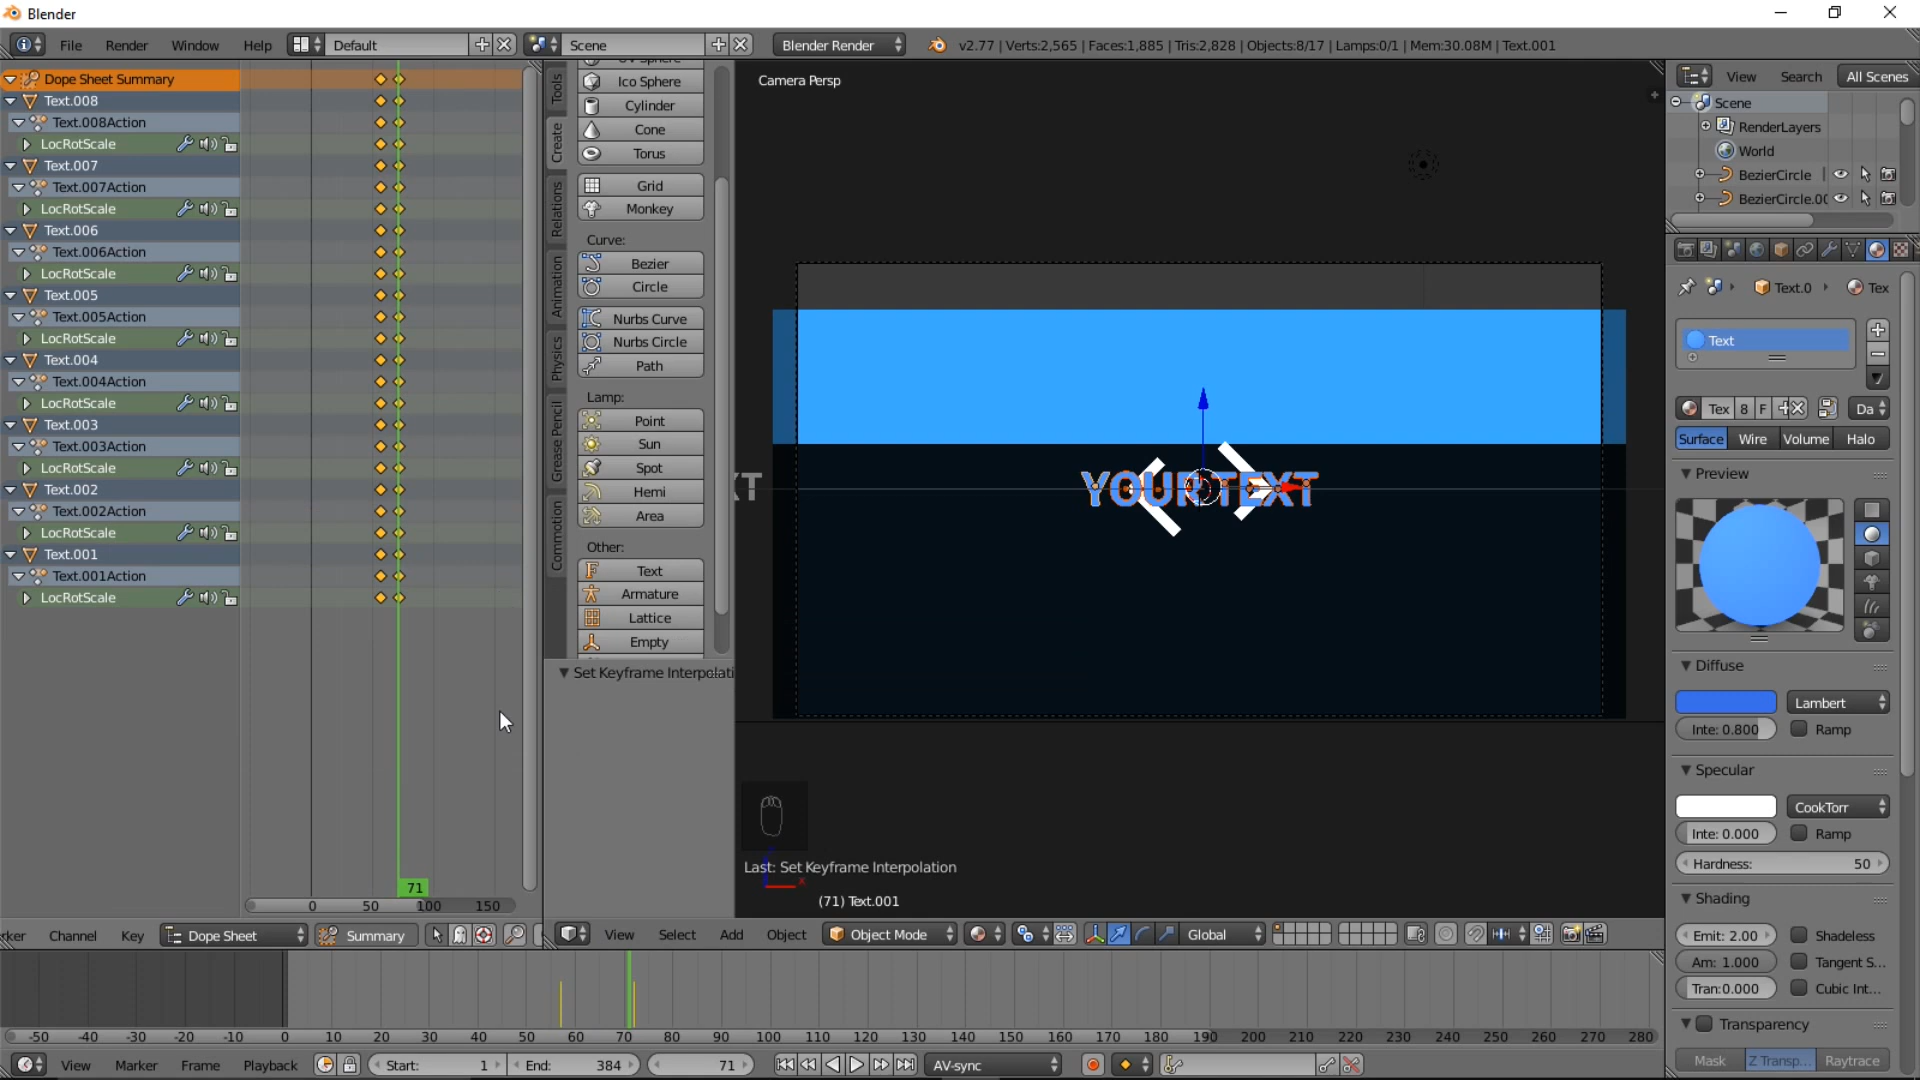 Blender
File Render Window Help Default Scene Blender Render v2.77 | Verts:2,565 | Faces:1,885 | Tris:2,828 | Objects:8/17 | Lamps:0/1 | Mem:30.08M | Text.001
Dope Sheet Summary
Text.008
Text.008Action
LocRotScale
Text.007
Text.007Action
LocRotScale
Text.006
Text.006Action
LocRotScale
Text.005
Text.005Action
LocRotScale
Text.004
Text.004Action
LocRotScale
Text.003
Text.003Action
LocRotScale
Text.002
Text.002Action
LocRotScale
Text.001
Text.001Action
LocRotScale
71
0 50 100 150
ker Channel Key Dope Sheet Summary
Tools
Create
Relations
Animation
Physics
Grease Pencil
Commotion
Ico Sphere
Cylinder
Cone
Torus
Grid
Monkey
Curve:
Bezier
Circle
Nurbs Curve
Nurbs Circle
Path
Lamp:
Point
Sun
Spot
Hemi
Area
Other:
Text
Armature
Lattice
Empty
Set Keyframe Interpolati
Camera Persp
XT
YOUR TEXT
Last: Set Keyframe Interpolation
(71) Text.001
View Select Add Object Object Mode Global
View Search All Scenes
Scene
RenderLayers
World
BezierCircle
BezierCircle.00
Text.0 Tex
Text
Tex 8 F Da
Surface Wire Volume Halo
Preview
Diffuse
Lambert
Inte: 0.800 Ramp
Specular
CookTorr
Inte: 0.000 Ramp
Hardness: 50
Shading
Emit: 2.00 Shadeless
Am: 1.000 Tangent S...
Tran:0.000 Cubic Int...
Transparency
Mask Z Transp... Raytrace
-50 -40 -30 -20 -10 0 10 20 30 40 50 60 70 80 90 100 110 120 130 140 150 160 170 180 190 200 210 220 230 240 250 260 270 280
View Marker Frame Playback Start: 1 End: 384 71 AV-sync